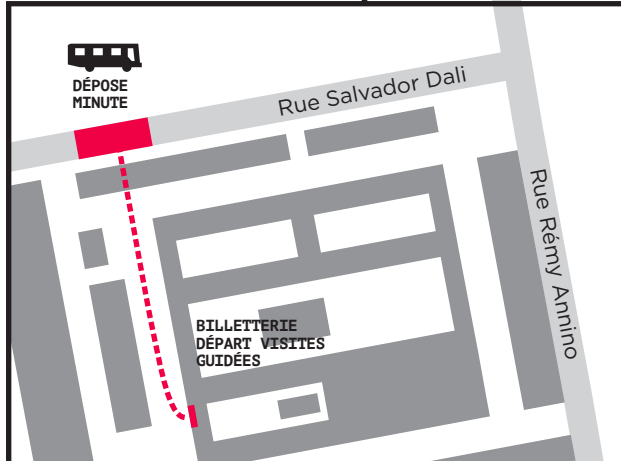 DÉPOSE
MINUTE
Rue Salvador Dali
Rue Rémy Annino
BILLETTERIE
DÉPART VISITES
GUIDÉES